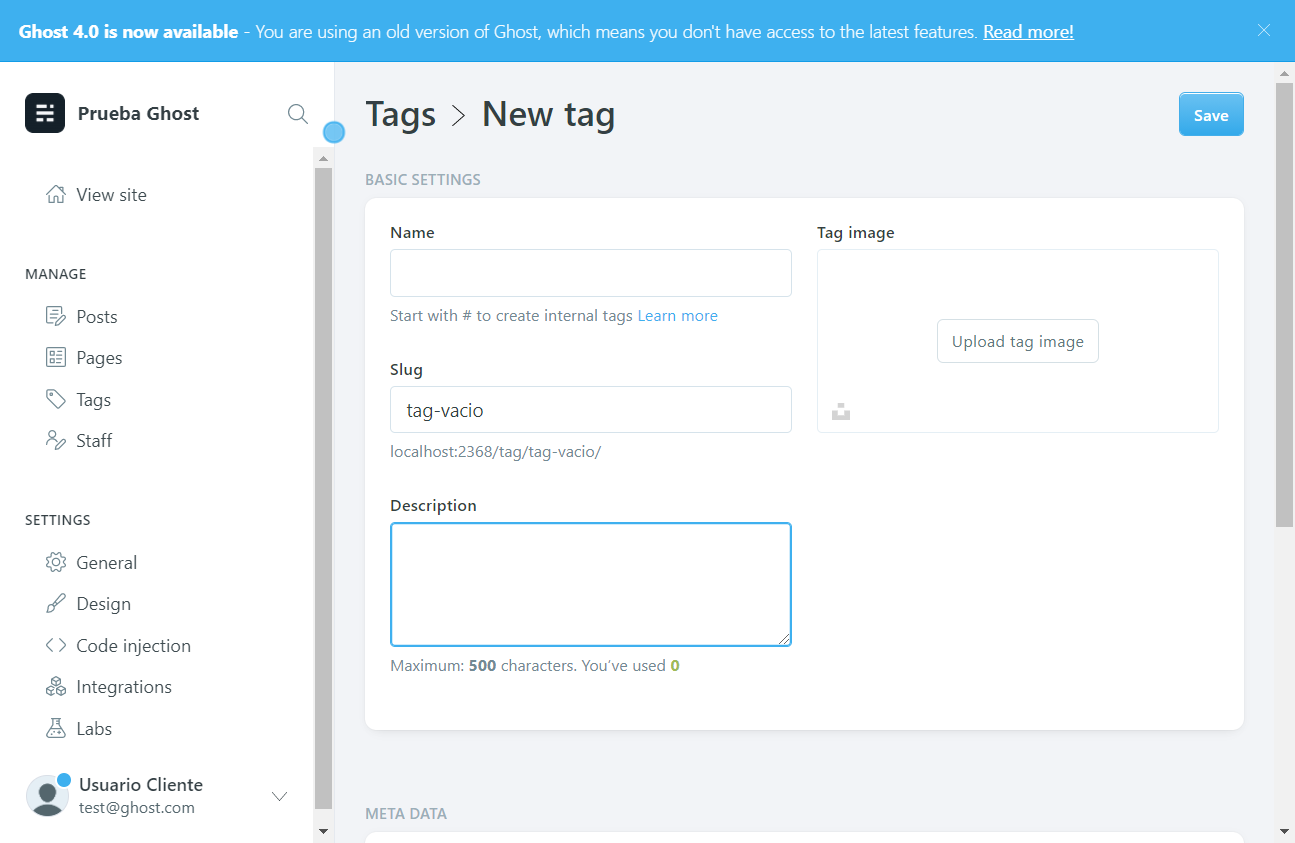 Ghost 4.0 is now available - You are using an old version of Ghost, which means you don't have access to the latest features. Read more!
Prueba Ghost
View site
MANAGE
Posts
Pages
Tags
Staff
SETTINGS
General
Design
Code injection
Integrations
Labs
Usuario Cliente
test@ghost.com
Tags > New tag
Save
BASIC SETTINGS
Name
Start with # to create internal tags Learn more
Slug
tag-vacio
localhost:2368/tag/tag-vacio/
Description
Maximum: 500 characters. You’ve used 0
Tag image
Upload tag image
META DATA